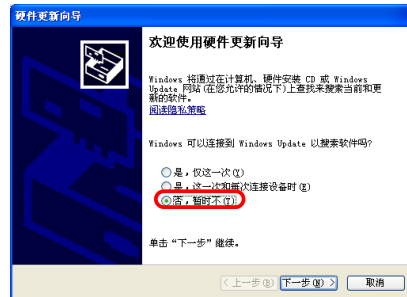 硬件更新向导
欢迎使用硬件更新向导
Windows 将通过在计算机、硬件安装 CD 或 Windows
Update 网站(在您允许的情况下)上查找来搜索当前和更
新的软件。
阅读隐私策略
Windows 可以连接到 Windows Update 以搜索软件吗?
是，仅这一次(Y)
是，这一次和每次连接设备时(E)
否，暂时不(T)
单击“下一步”继续。
< 上一步(B) 下一步(N) > 取消